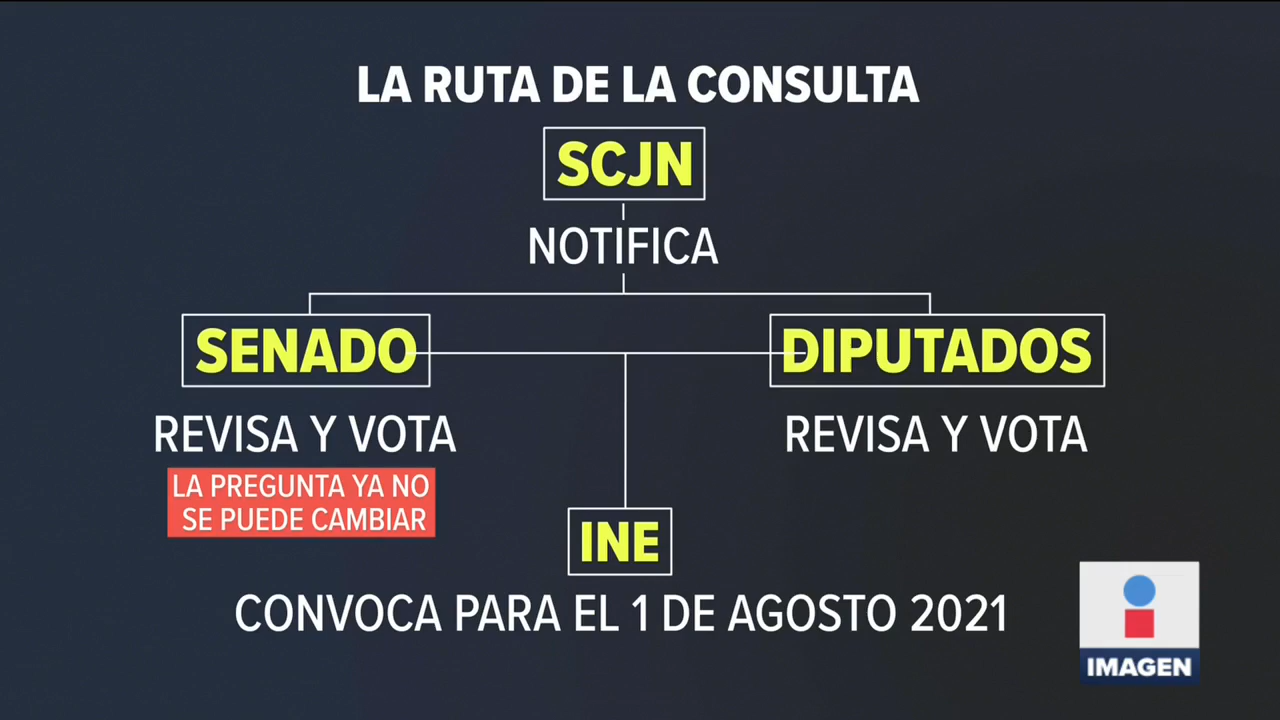 LA RUTA DE LA CONSULTA
SCJN
NOTIFICA
SENADO
DIPUTADOS
REVISA Y VOTA
REVISA Y VOTA
LA PREGUNTA YA NO
SE PUEDE CAMBIAR
INE
CONVOCA PARA EL 1 DE AGOSTO 2021
IMAGEN